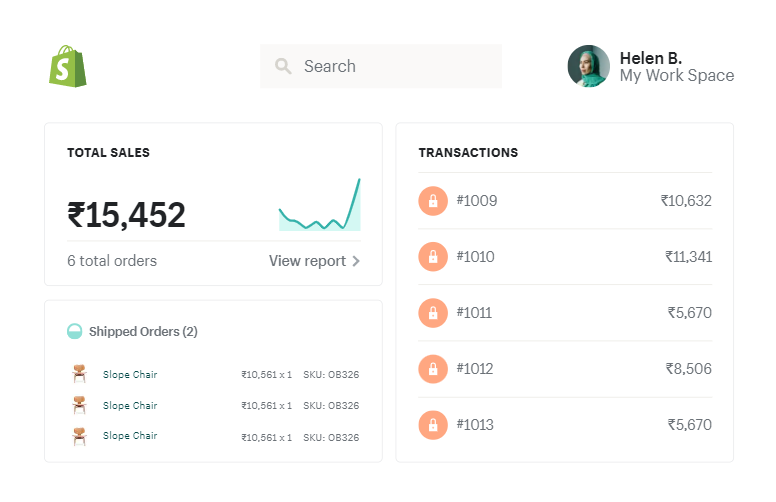 S
Search
Helen B.
My Work Space
TOTAL SALES
₹15,452
6 total orders
View report
Shipped Orders (2)
Slope Chair ₹10,561 x 1 SKU: OB326
Slope Chair ₹10,561 x 1 SKU: OB326
Slope Chair ₹10,561 x 1 SKU: OB326
TRANSACTIONS
#1009 ₹10,632
#1010 ₹11,341
#1011 ₹5,670
#1012 ₹8,506
#1013 ₹5,670